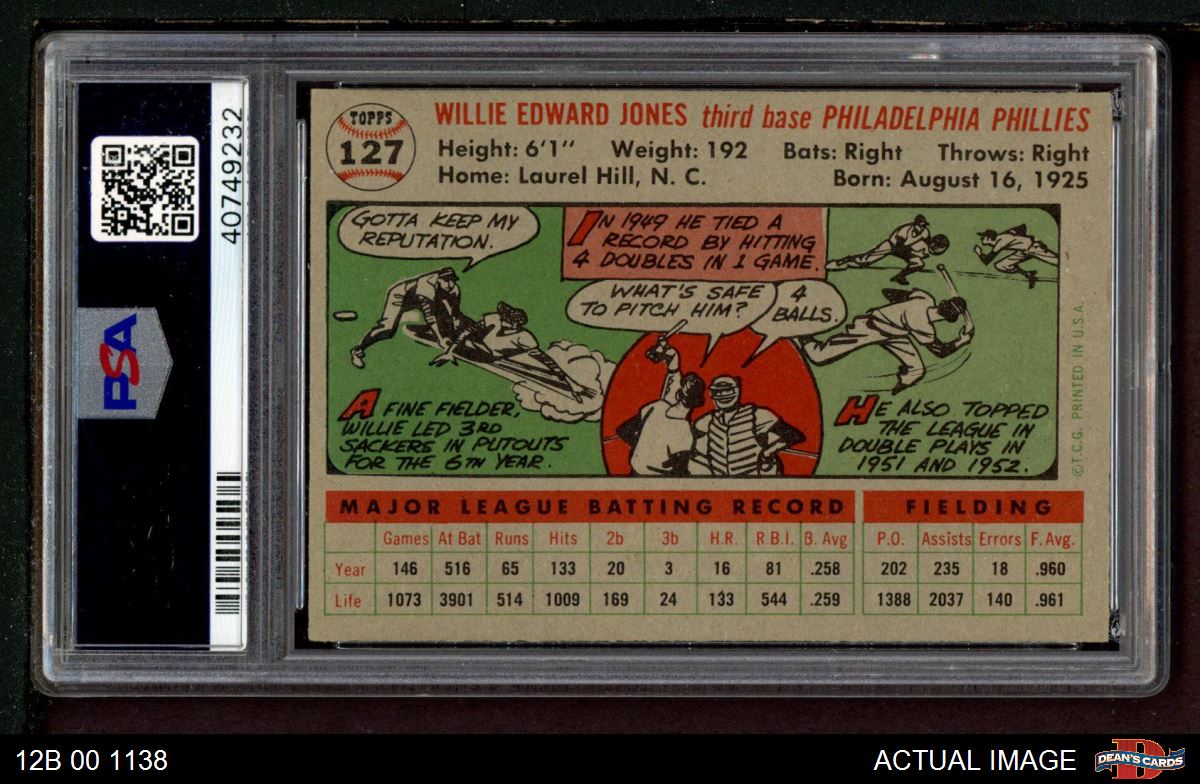 TOPPS
127
WILLIE EDWARD JONES third base PHILADELPHIA PHILLIES
Height: 6'1" Weight: 192 Bats: Right Throws: Right
Home: Laurel Hill, N. C. Born: August 16, 1925
GOTTA KEEP MY
REPUTATION.
IN 1949 HE TIED A
RECORD BY HITTING
4 DOUBLES IN 1 GAME.
WHAT'S SAFE
TO PITCH HIM?
4
BALLS.
A FINE FIELDER,
WILLIE LED 3RD
SACKERS IN PUTOUTS
FOR THE 6TH YEAR.
HE ALSO TOPPED
THE LEAGUE IN
DOUBLE PLAYS IN
1951 AND 1952.
©T.C.G. PRINTED IN U.S.A.
MAJOR LEAGUE BATTING RECORD FIELDING
Games At Bat Runs Hits 2b 3b H.R. R.B.I. B. Avg P.O. Assists Errors F.Avg.
Year 146 516 65 133 20 3 16 81 .258 202 235 18 .960
Life 1073 3901 514 1009 169 24 133 544 .259 1388 2037 140 .961
40749232
PSA
12B 00 1138
ACTUAL IMAGE
D
DEAN'S CARDS